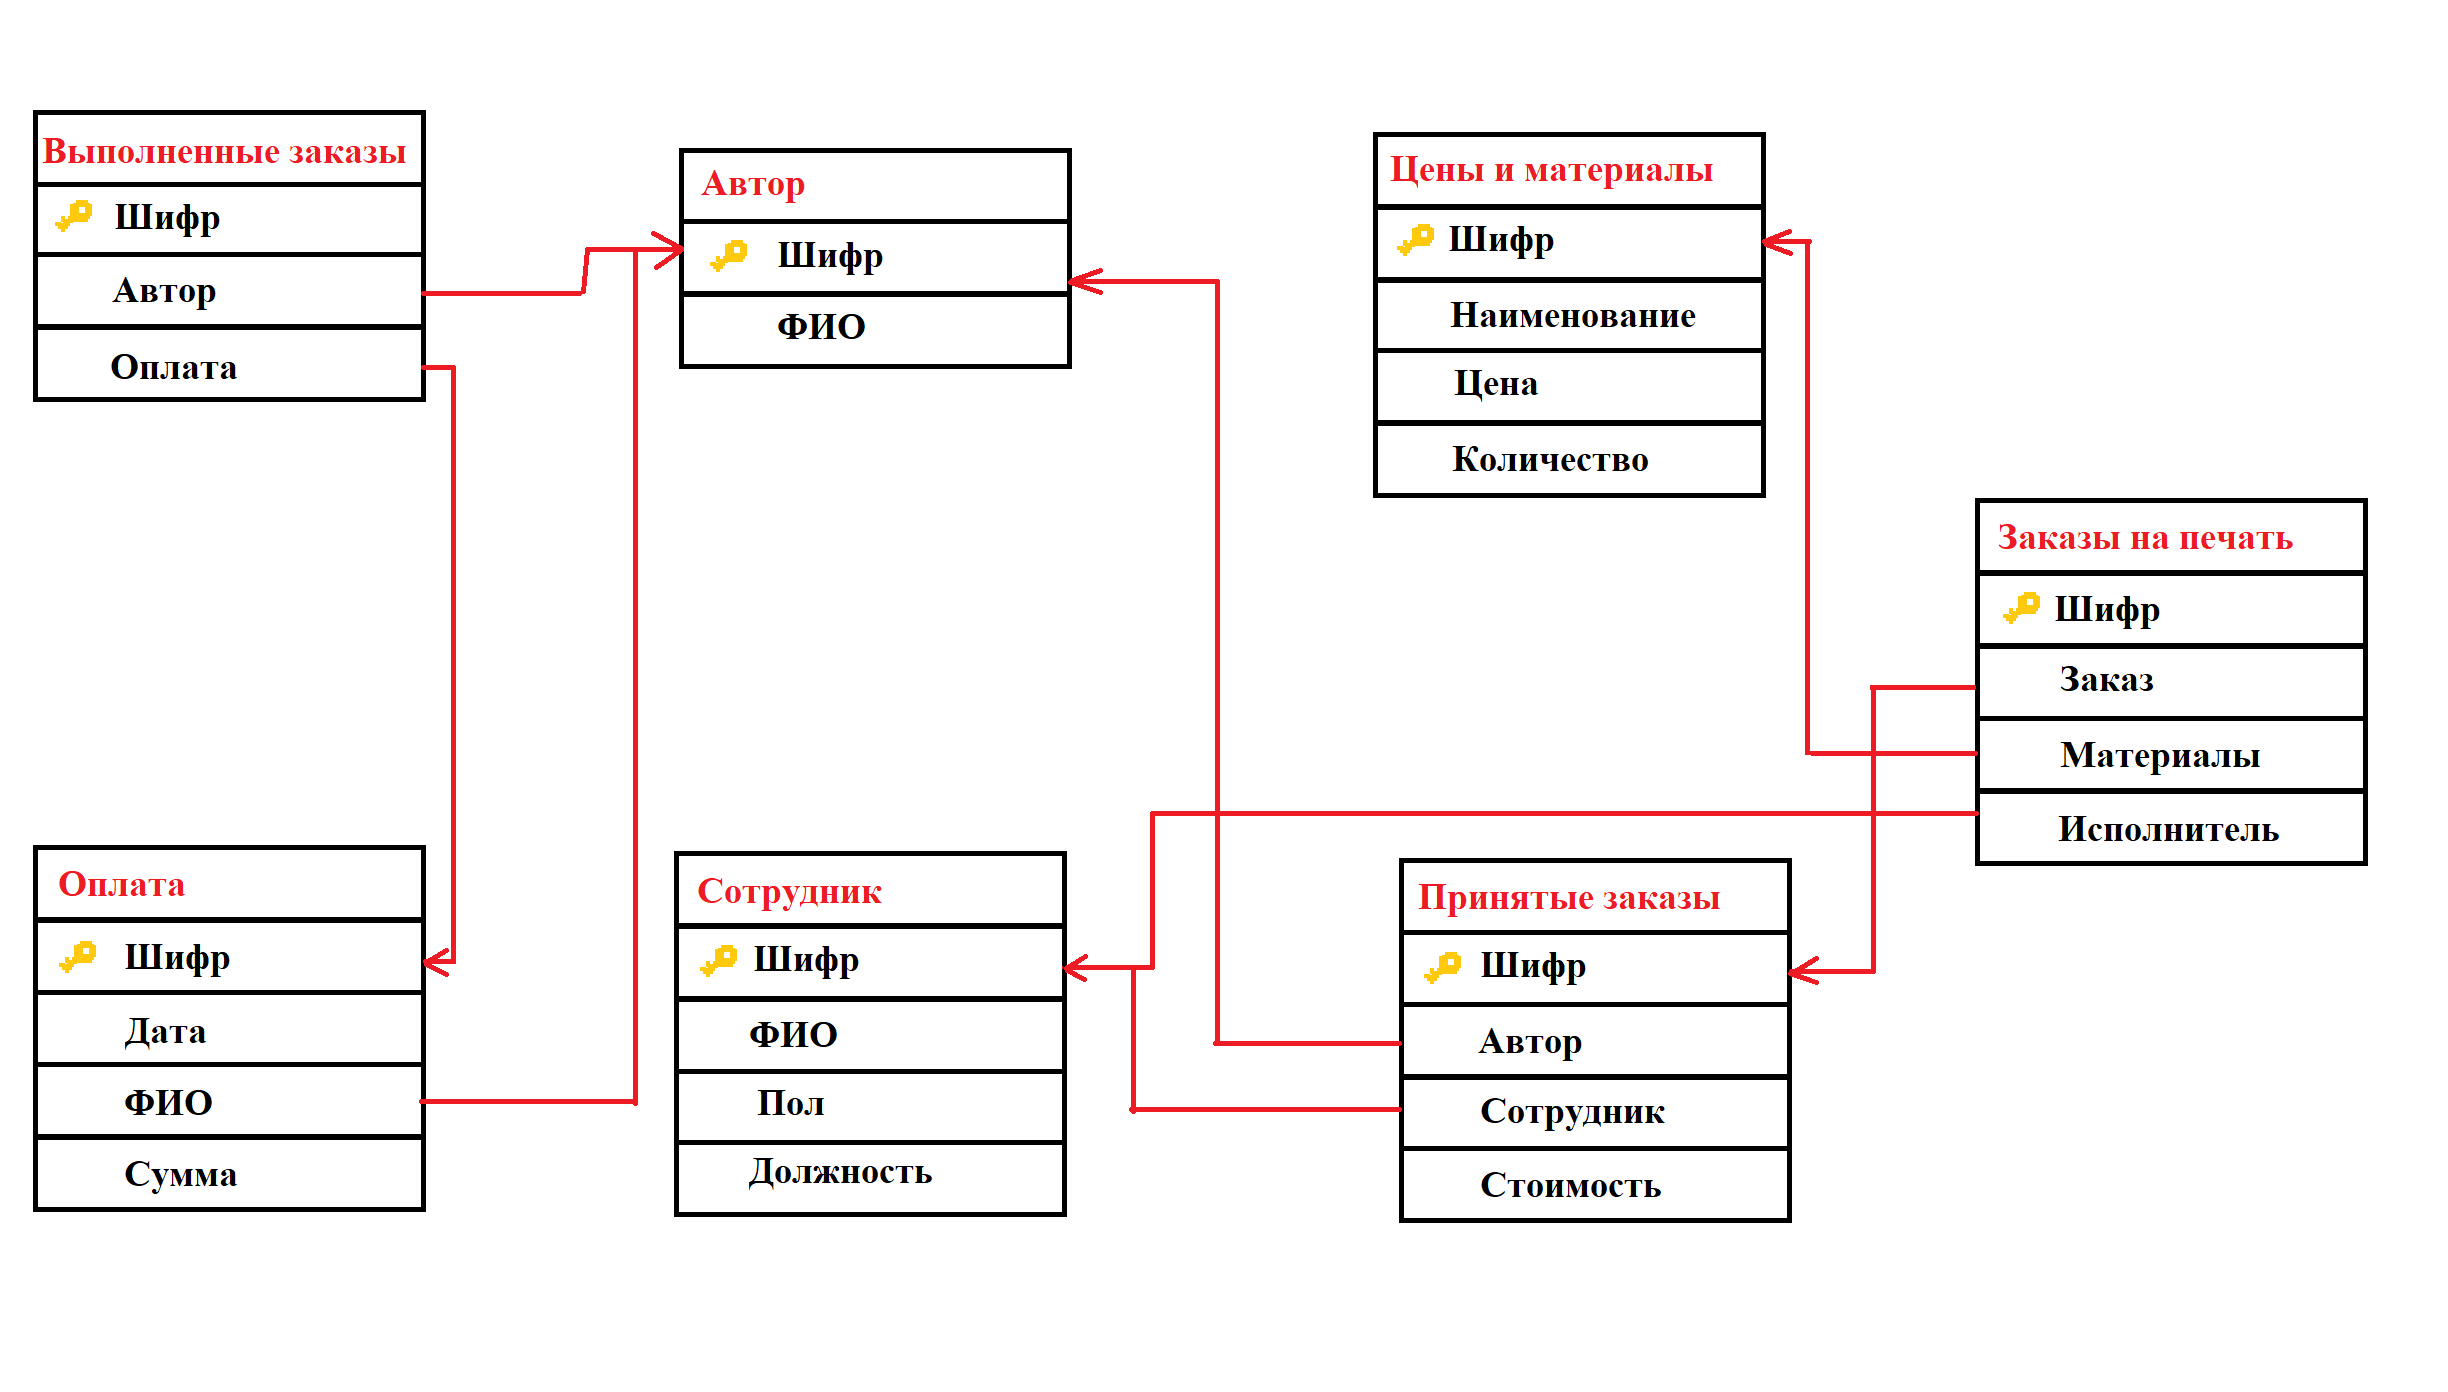 Выполненные заказы
Шифр
Автор
Оплата
Автор
Шифр
ФИО
Цены и материалы
Шифр
Наименование
Цена
Количество
Заказы на печать
Шифр
Заказ
Материалы
Исполнитель
Оплата
Шифр
Дата
ФИО
Сумма
Сотрудник
Шифр
ФИО
Пол
Должность
Принятые заказы
Шифр
Автор
Сотрудник
Стоимость